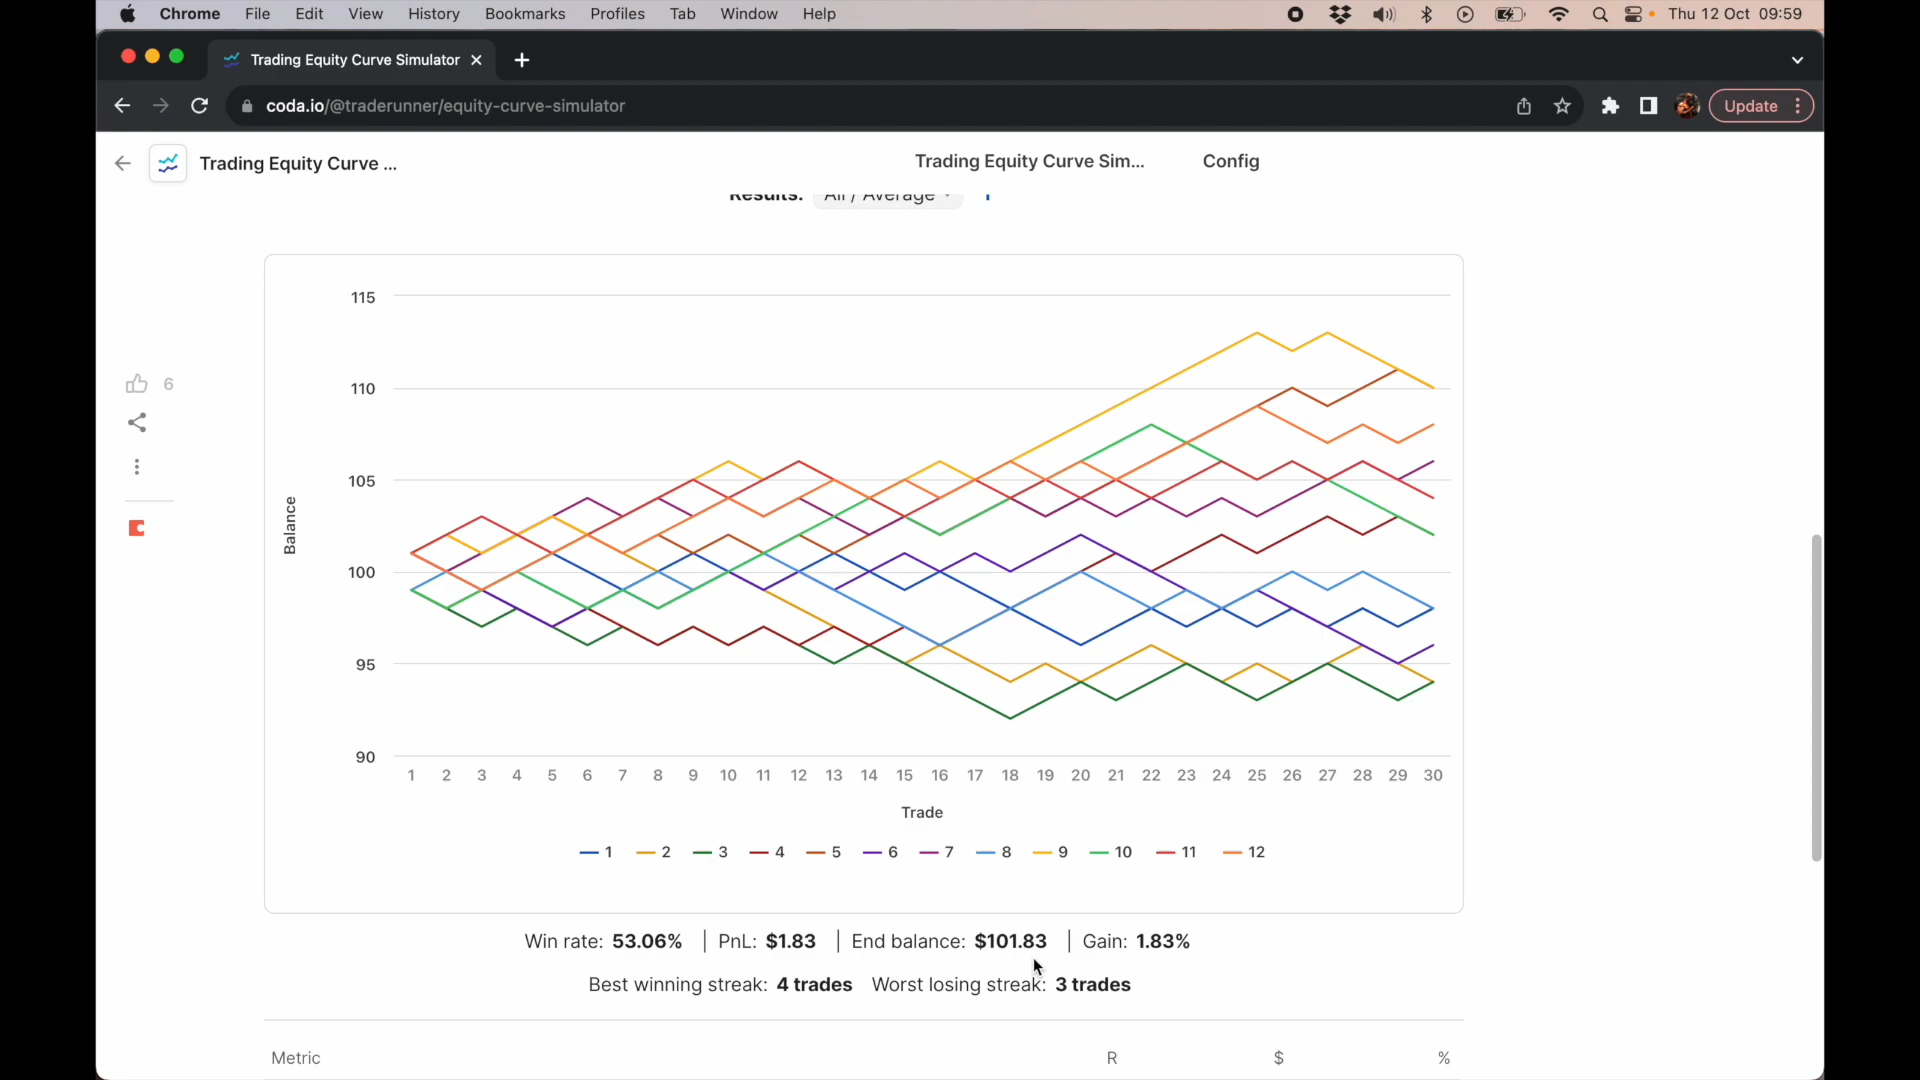 Chrome File Edit View History Bookmarks Profiles Tab Window Help Thu 12 Oct 09:59
Trading Equity Curve Simulator
coda.io/@traderunner/equity-curve-simulator Update
Trading Equity Curve ... Trading Equity Curve Sim... Config
Results: All / Average
6
115
110
105
100
95
90
Balance
1 2 3 4 5 6 7 8 9 10 11 12 13 14 15 16 17 18 19 20 21 22 23 24 25 26 27 28 29 30
Trade
1 2 3 4 5 6 7 8 9 10 11 12
Win rate: 53.06% | PnL: $1.83 | End balance: $101.83 | Gain: 1.83%
Best winning streak: 4 trades Worst losing streak: 3 trades
Metric R $ %